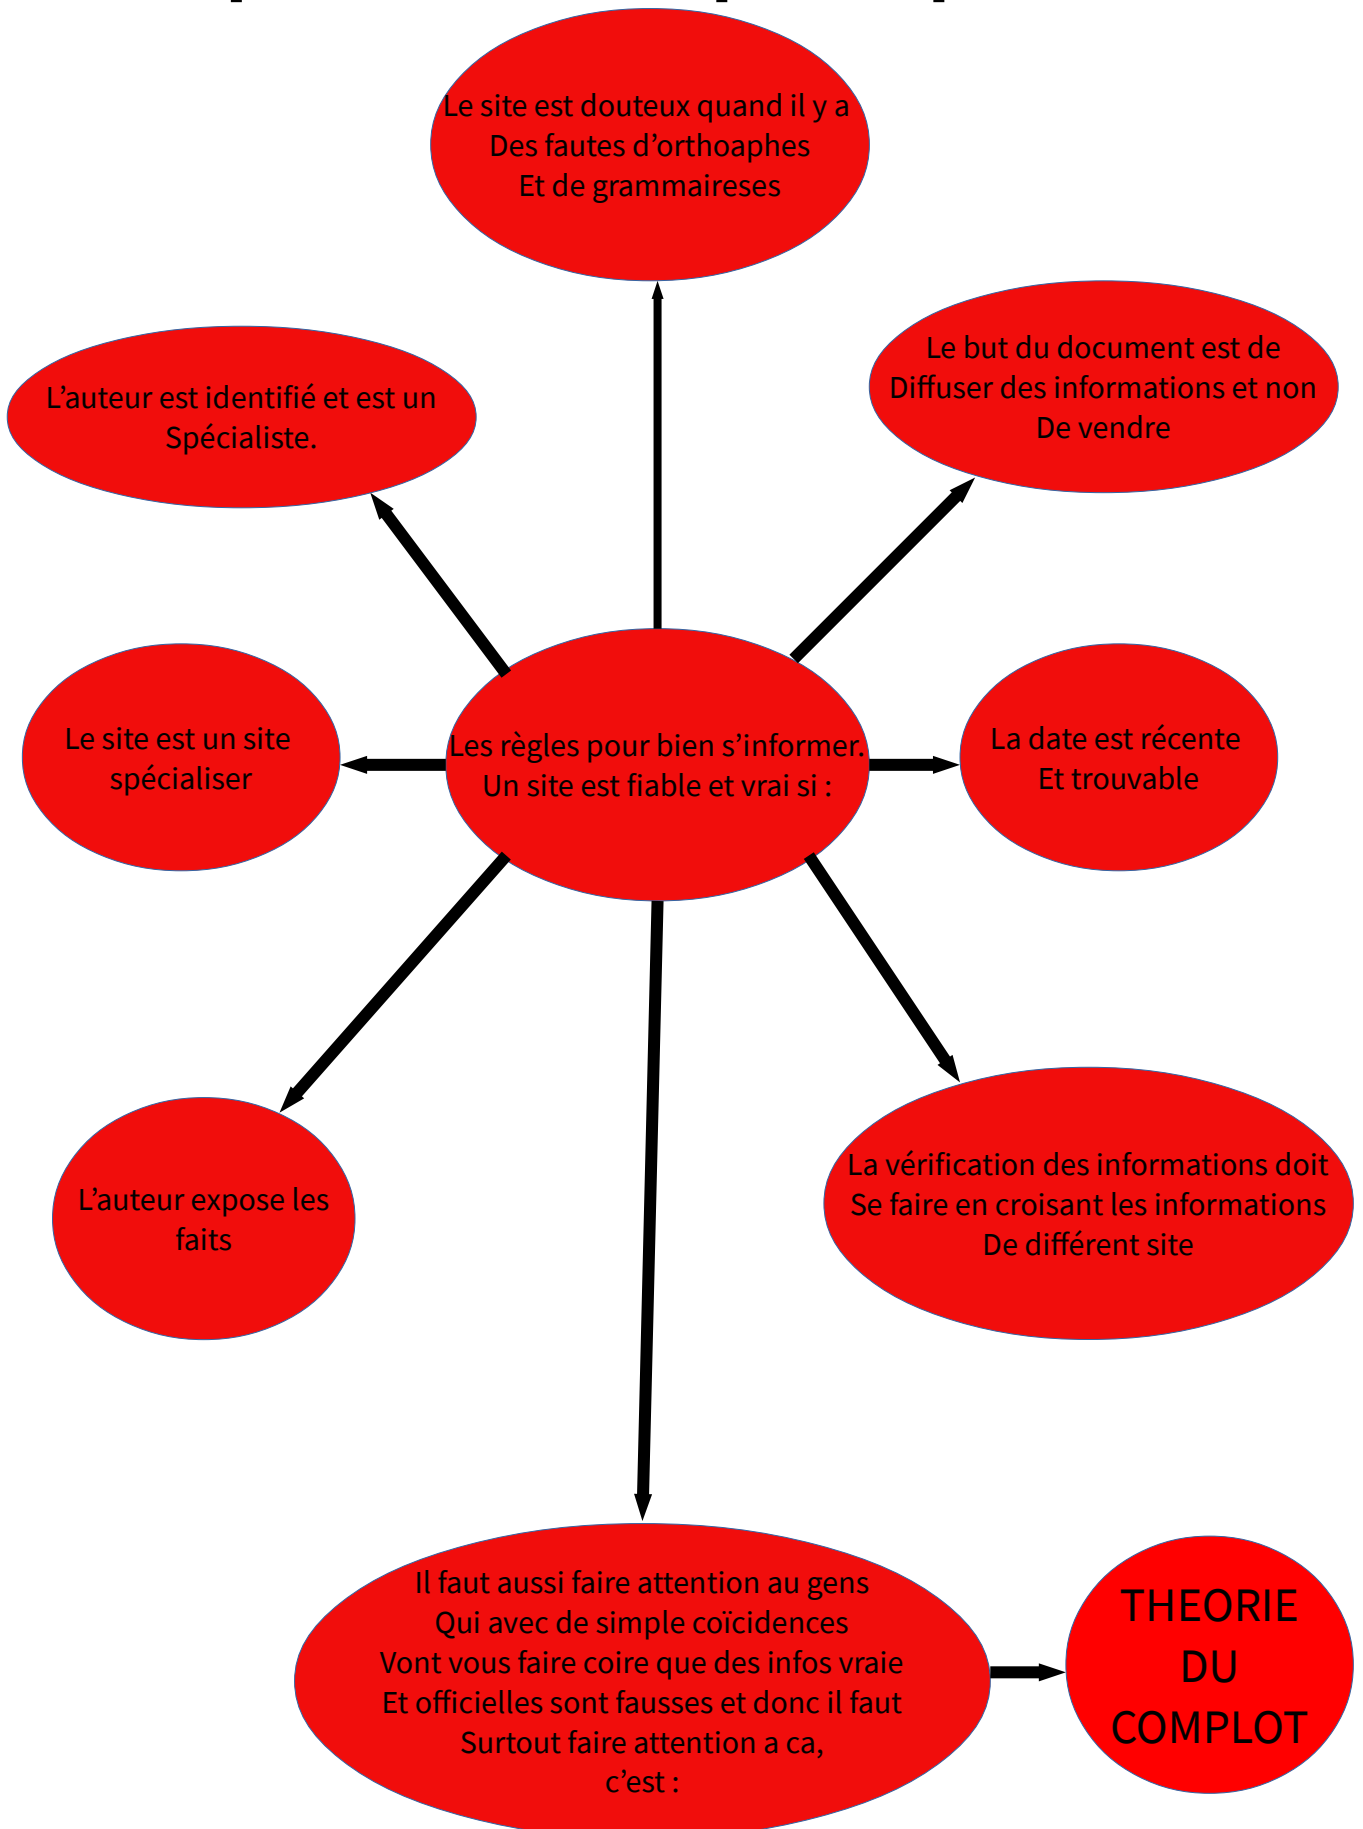 Le site est douteux quand il y a
Des fautes d’orthoaphes
Et de grammaireses
Le but du document est de
Diffuser des informations et non
De vendre
L’auteur est identifié et est un
Spécialiste.
Le site est un site
spécialiser
Les règles pour bien s’informer.
Un site est fiable et vrai si :
La date est récente
Et trouvable
L’auteur expose les
faits
La vérification des informations doit
Se faire en croisant les informations
De différent site
Il faut aussi faire attention au gens
Qui avec de simple coïcidences
Vont vous faire coire que des infos vraie
Et officielles sont fausses et donc il faut
Surtout faire attention a ca,
c’est :
THEORIE
DU
COMPLOT